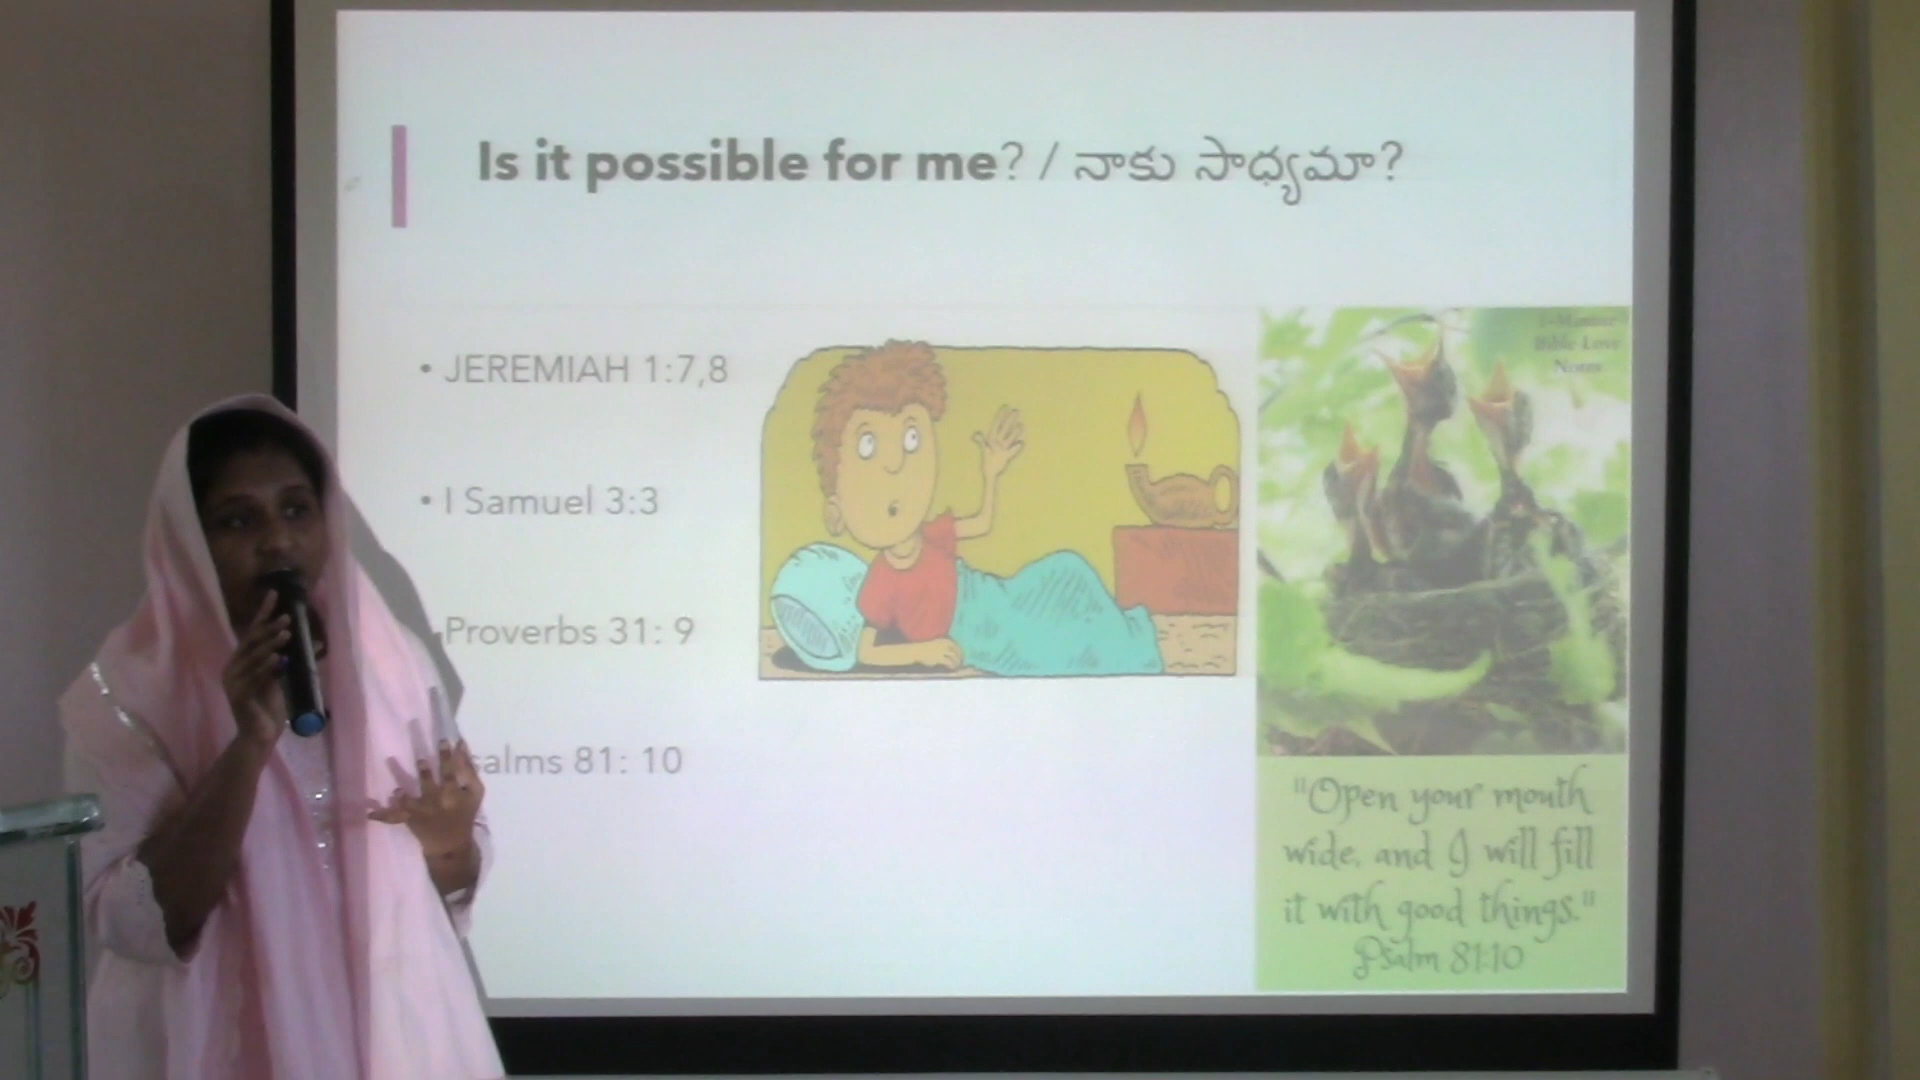 Is it possible for me? / నాకు సాధ్యమా?
• JEREMIAH 1:7,8
• I Samuel 3:3
Proverbs 31: 9
salms 81: 10
Bible Love
Notes
"Open your mouth
wide, and I will fill
it with good things."
Psalm 81:10